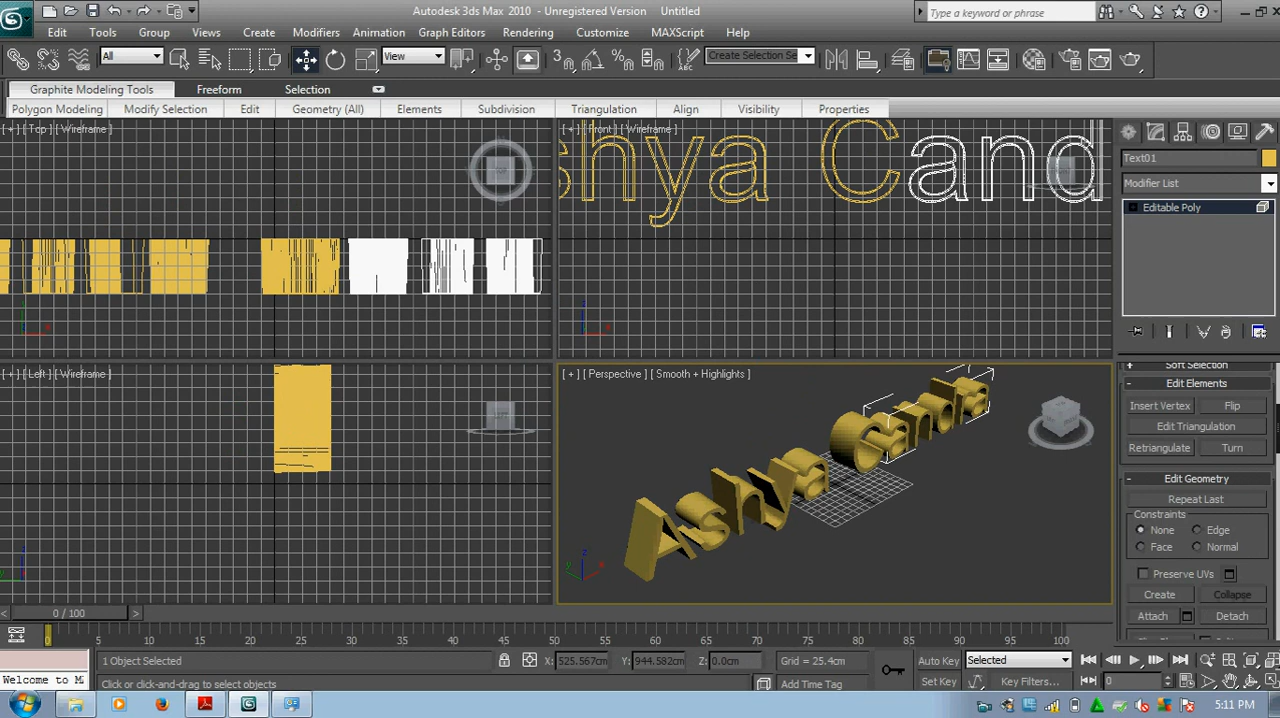 Autodesk 3ds Max 2010 - Unregistered Version Untitled
Type a keyword or phrase
Edit Tools Group Views Create Modifiers Animation Graph Editors Rendering Customize MAXScript Help
All View Create Selection Se
Graphite Modeling Tools Freeform Selection
Polygon Modeling Modify Selection Edit Geometry (All) Elements Subdivision Triangulation Align Visibility Properties
[ + ] [ Top ] [ Wireframe ]
[ + ] [ Front ] [ Wireframe ]
shya Cand
Text01
Modifier List
Editable Poly
[ + ] [ Left ] [ Wireframe ]
[ + ] [ Perspective ] [ Smooth + Highlights ]
Ashya Canda
Soft Selection
Edit Elements
Insert Vertex Flip
Edit Triangulation
Retriangulate Turn
Edit Geometry
Repeat Last
Constraints
None Edge
Face Normal
Preserve UVs
Create Collapse
Attach Detach
0 / 100
0 5 10 15 20 25 30 35 40 45 50 55 60 65 70 75 80 85 90 95 100
1 Object Selected X: 525.567cm Y: 944.582cm Z: 0.0cm Grid = 25.4cm Auto Key Selected
Welcome to M Click or click-and-drag to select objects Add Time Tag Set Key Key Filters... 0
5:11 PM